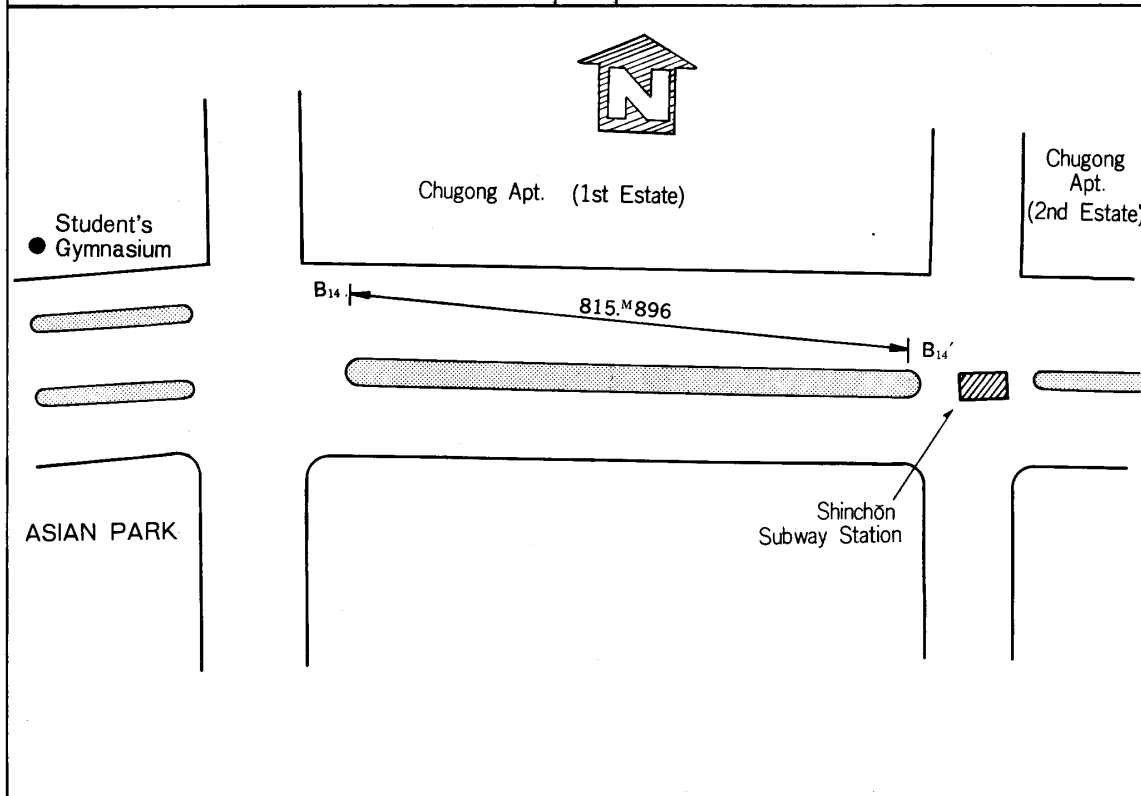 N
Chugong Apt. (1st Estate)
Chugong
Apt.
(2nd Estate)
Student's
Gymnasium
B14
815.M896
B14′
Shinchŏn
Subway Station
ASIAN PARK